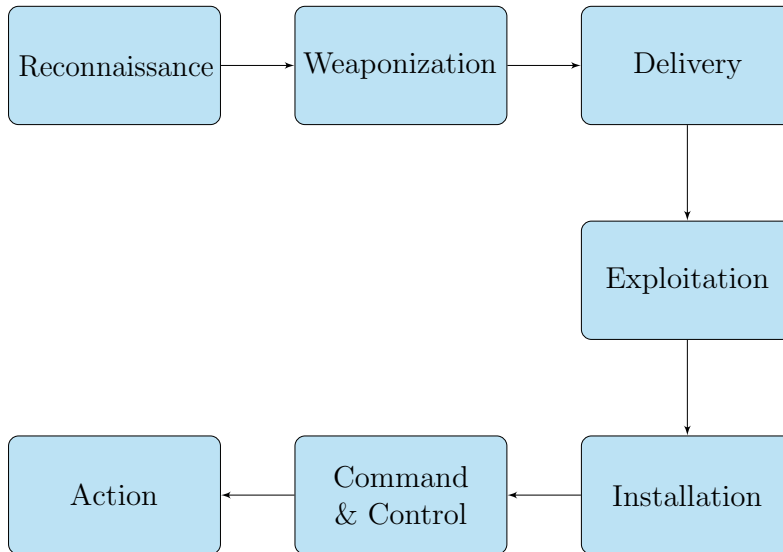 Reconnaissance
Weaponization
Delivery
Exploitation
Installation
Command
& Control
Action